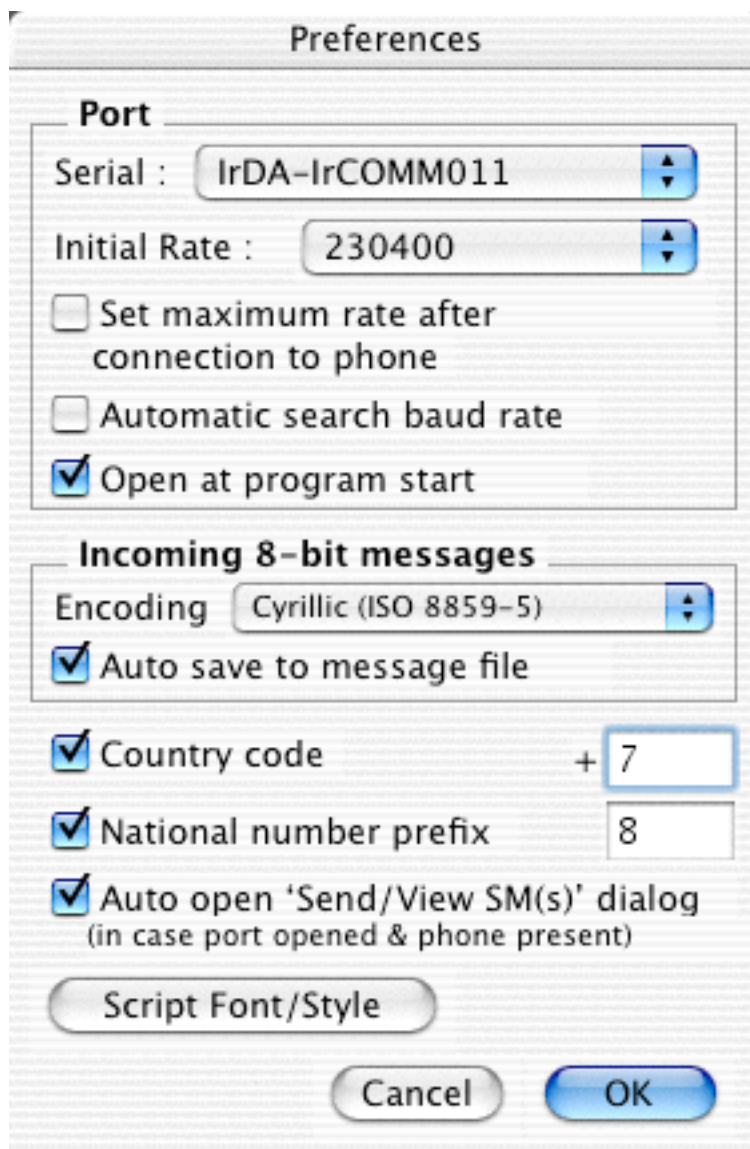 Preferences
Port
Serial : IrDA-IrCOMM011
Initial Rate : 230400
Set maximum rate after
connection to phone
Automatic search baud rate
Open at program start
Incoming 8-bit messages
Encoding Cyrillic (ISO 8859-5)
Auto save to message file
Country code + 7
National number prefix 8
Auto open ‘Send/View SM(s)’ dialog
(in case port opened & phone present)
Script Font/Style
Cancel OK